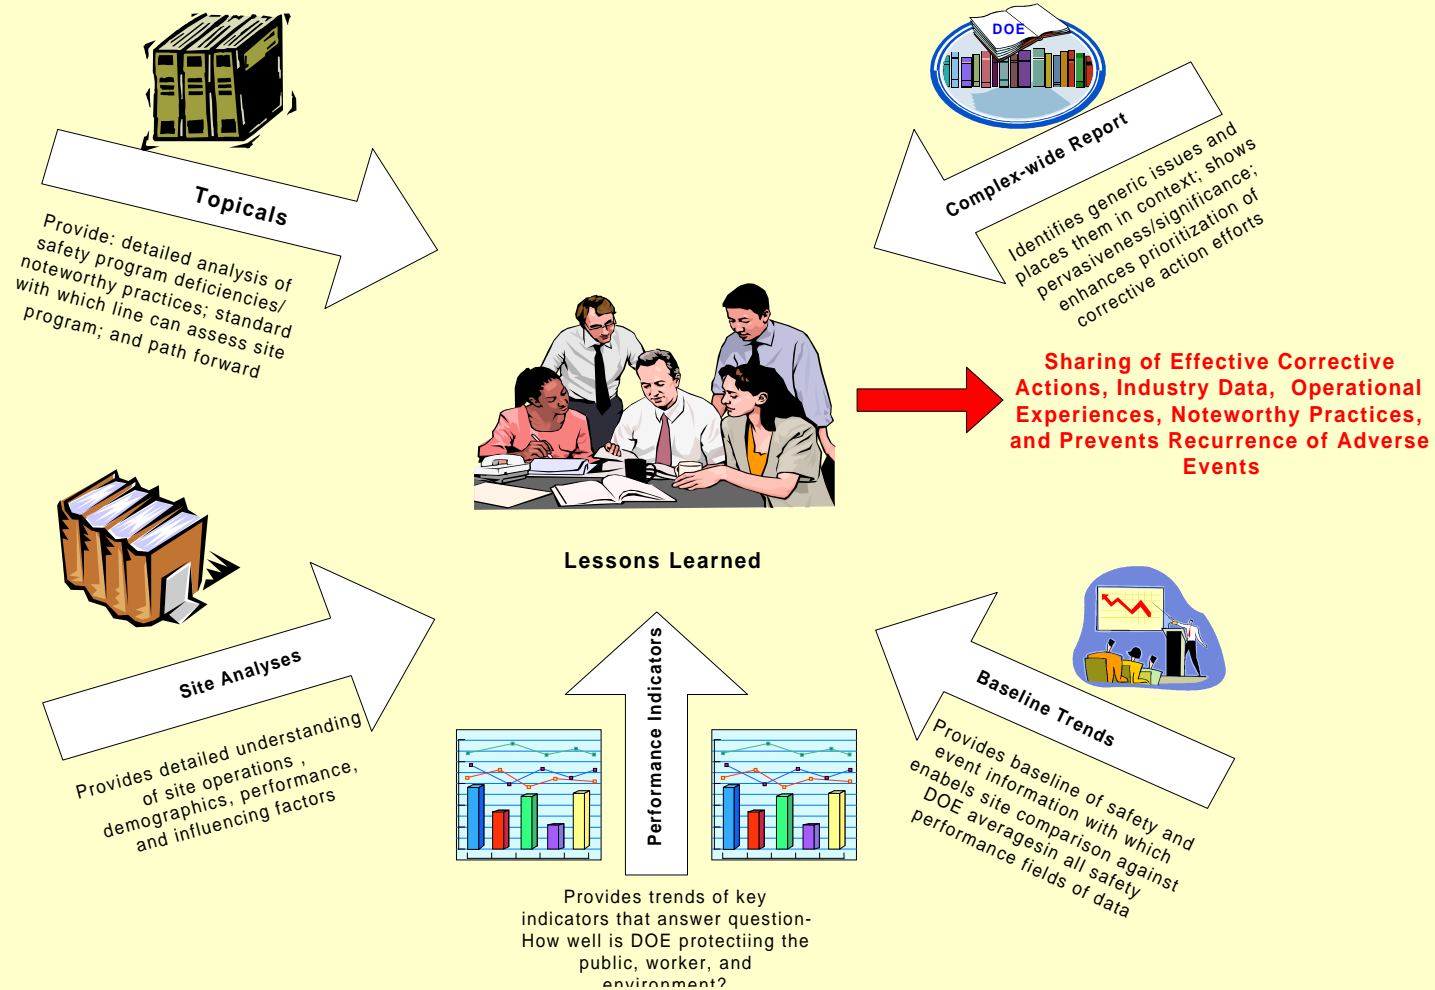 DOE
Topicals
Provide: detailed analysis of
safety program deficiencies/
noteworthy practices; standard
with which line can assess site
program; and path forward
Complex-wide Report
Identifies generic issues and
places them in context; shows
pervasiveness/significance;
enhances prioritization of
corrective action efforts
Sharing of Effective Corrective
Actions, Industry Data, Operational
Experiences, Noteworthy Practices,
and Prevents Recurrence of Adverse
Events
Lessons Learned
Site Analyses
Provides detailed understanding
of site operations ,
demographics, performance,
and influencing factors
Performance Indicators
Provides trends of key
indicators that answer question-
How well is DOE protectiing the
public, worker, and
environment?
Baseline Trends
Provides baseline of safety and
event information with which
enabels site comparison against
DOE averagesin all safety
performance fields of data